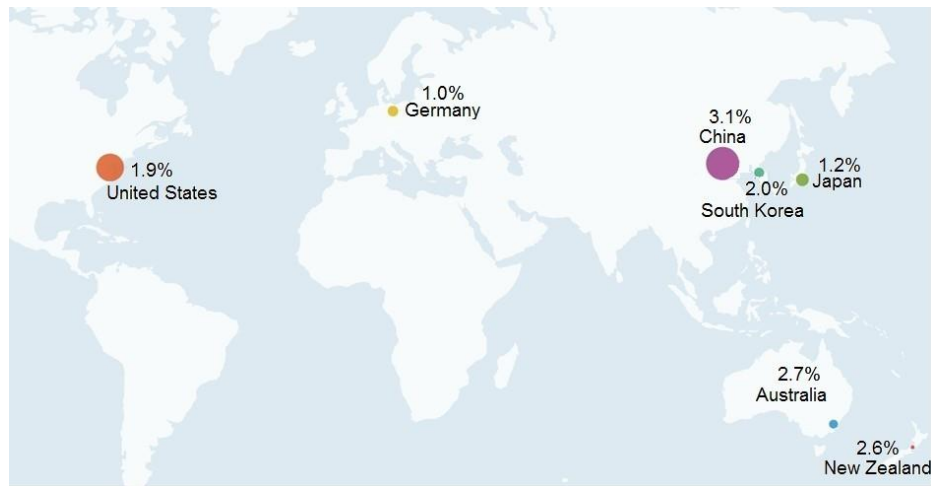 1.0%
Germany
3.1%
China
1.9%
United States
1.2%
Japan
2.0%
South Korea
2.7%
Australia
2.6%
New Zealand